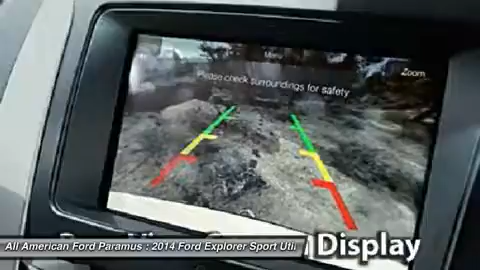 Menu
Zoom
Please check surroundings for safety
Display
All American Ford Paramus : 2014 Ford Explorer Sport Util